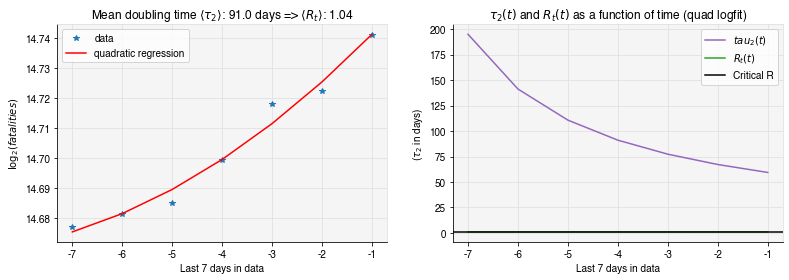 Mean doubling time ⟨τ₂⟩: 91.0 days => ⟨Rₜ⟩: 1.04
data
quadratic regression
log₂(fatalities)
14.74
14.73
14.72
14.71
14.70
14.69
14.68
-7 -6 -5 -4 -3 -2 -1
Last 7 days in data
τ₂(t) and Rₜ(t) as a function of time (quad logfit)
tau₂(t)
Rₜ(t)
Critical R
(τ₂ in days)
200
175
150
125
100
75
50
25
0
-7 -6 -5 -4 -3 -2 -1
Last 7 days in data